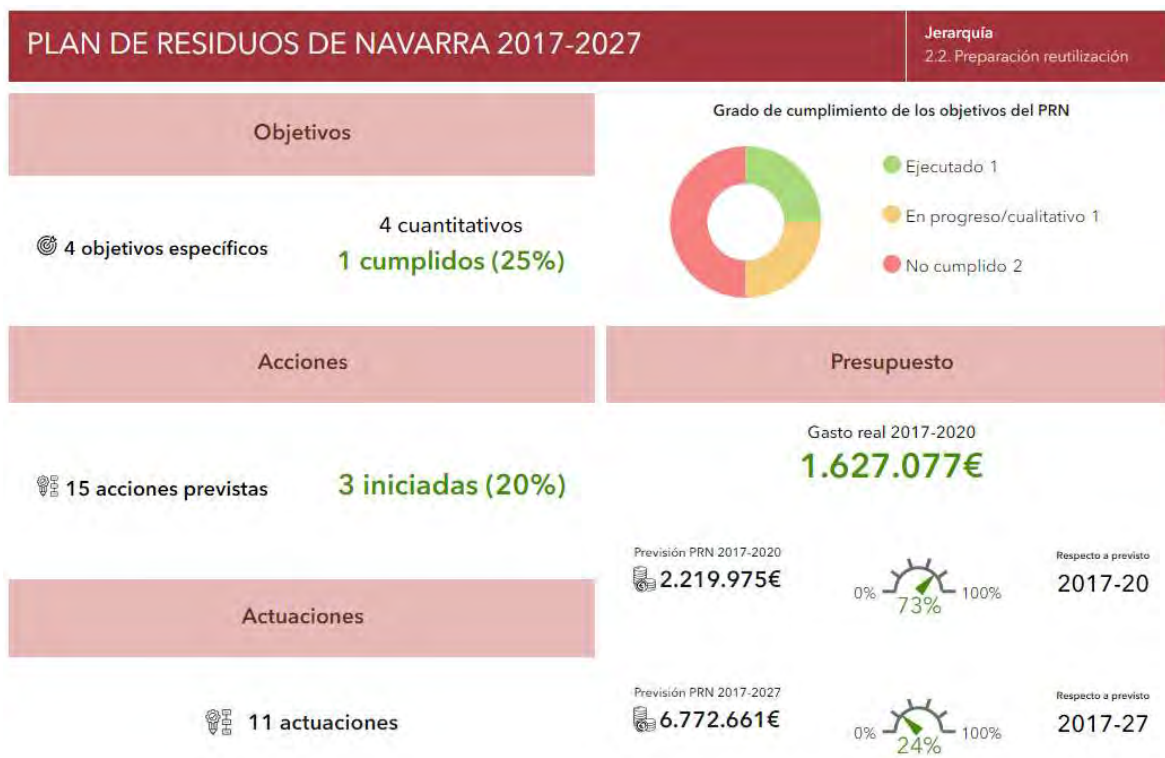 PLAN DE RESIDUOS DE NAVARRA 2017-2027
Jerarquía
2.2. Preparación reutilización
Objetivos
4 objetivos específicos
4 cuantitativos
1 cumplidos (25%)
Grado de cumplimiento de los objetivos del PRN
Ejecutado 1
En progreso/cualitativo 1
No cumplido 2
Acciones
15 acciones previstas
3 iniciadas (20%)
Actuaciones
11 actuaciones
Presupuesto
Gasto real 2017-2020
1.627.077€
Previsión PRN 2017-2020
2.219.975€
0%
73%
100%
Respecto a previsto
2017-20
Previsión PRN 2017-2027
6.772.661€
0%
24%
100%
Respecto a previsto
2017-27